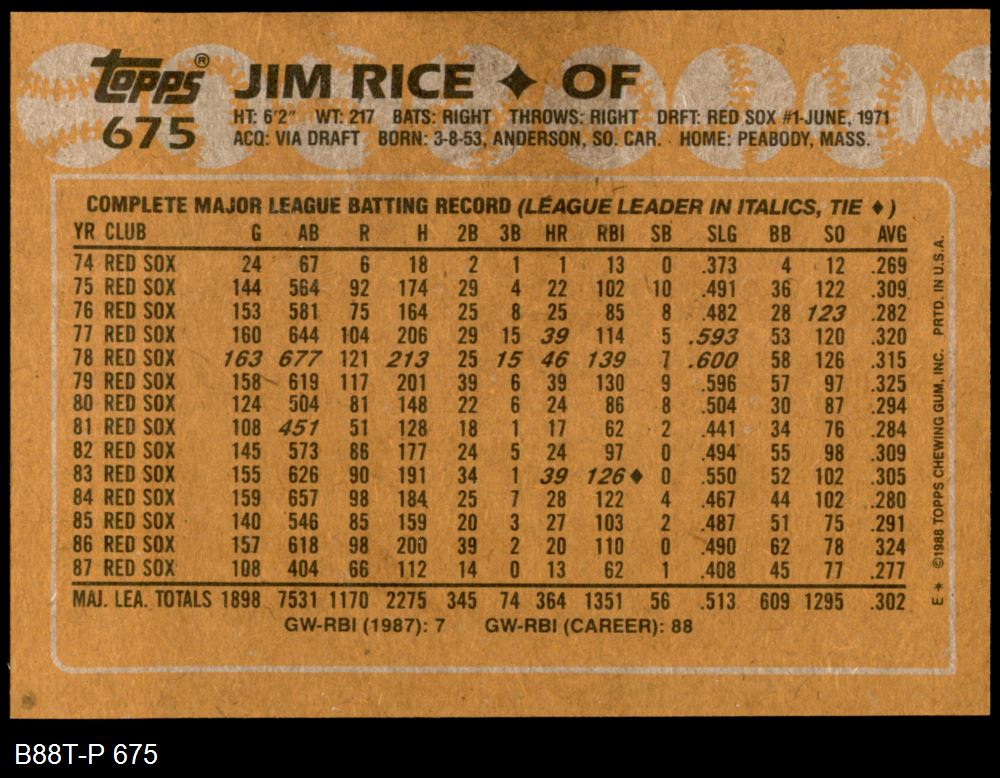 topps® JIM RICE ✦ OF
675 HT: 6'2" WT: 217 BATS: RIGHT THROWS: RIGHT DRFT: RED SOX #1-JUNE, 1971
ACQ: VIA DRAFT BORN: 3-8-53, ANDERSON, SO. CAR. HOME: PEABODY, MASS.
COMPLETE MAJOR LEAGUE BATTING RECORD (LEAGUE LEADER IN ITALICS, TIE ♦)
YR CLUB G AB R H 2B 3B HR RBI SB SLG BB SO AVG
74 RED SOX 24 67 6 18 2 1 1 13 0 .373 4 12 .269
75 RED SOX 144 564 92 174 29 4 22 102 10 .491 36 122 .309
76 RED SOX 153 581 75 164 25 8 25 85 8 .482 28 123 .282
77 RED SOX 160 644 104 206 29 15 39 114 5 .593 53 120 .320
78 RED SOX 163 677 121 213 25 15 46 139 7 .600 58 126 .315
79 RED SOX 158 619 117 201 39 6 39 130 9 .596 57 97 .325
80 RED SOX 124 504 81 148 22 6 24 86 8 .504 30 87 .294
81 RED SOX 108 451 51 128 18 1 17 62 2 .441 34 76 .284
82 RED SOX 145 573 86 177 24 5 24 97 0 .494 55 98 .309
83 RED SOX 155 626 90 191 34 1 39 126♦ 0 .550 52 102 .305
84 RED SOX 159 657 98 184 25 7 28 122 4 .467 44 102 .280
85 RED SOX 140 546 85 159 20 3 27 103 2 .487 51 75 .291
86 RED SOX 157 618 98 200 39 2 20 110 0 .490 62 78 .324
87 RED SOX 108 404 66 112 14 0 13 62 1 .408 45 77 .277
MAJ. LEA. TOTALS 1898 7531 1170 2275 345 74 364 1351 56 .513 609 1295 .302
GW-RBI (1987): 7 GW-RBI (CAREER): 88
E * ©1988 TOPPS CHEWING GUM, INC. PRTD. IN U.S.A.
B88T-P 675